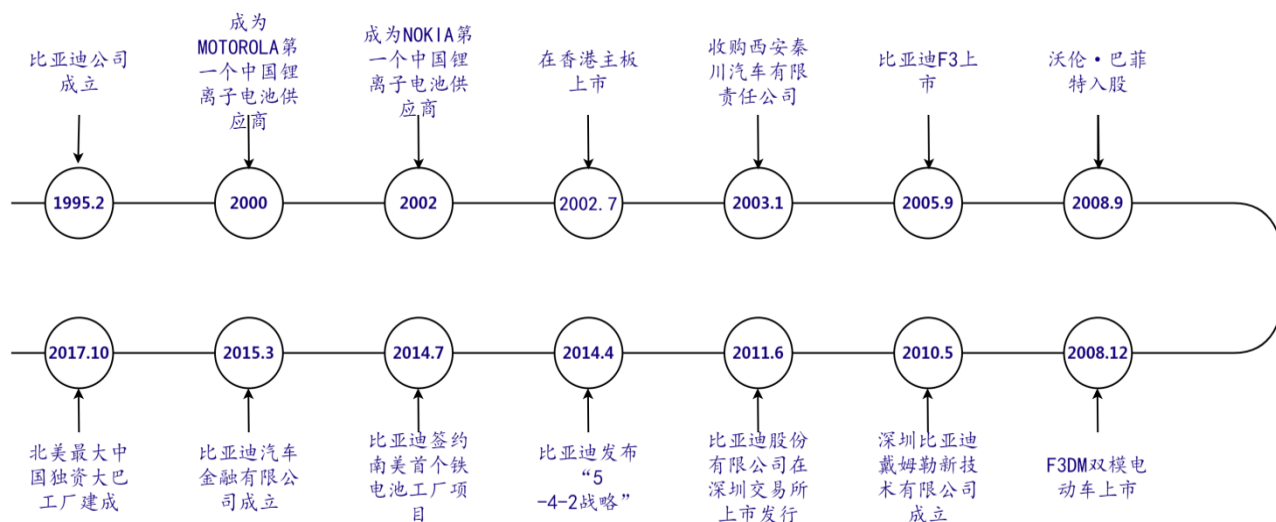 比亚迪公司
成立
成为
MOTOROLA第
一个中国锂
离子电池供
应商
成为NOKIA第
一个中国锂
离子电池供
应商
在香港主板
上市
收购西安秦
川汽车有限
责任公司
比亚迪F3上
市
沃伦·巴菲
特入股
1995.2
2000
2002
2002.7
2003.1
2005.9
2008.9
2017.10
2015.3
2014.7
2014.4
2011.6
2010.5
2008.12
北美最大中
国独资大巴
工厂建成
比亚迪汽车
金融有限公
司成立
比亚迪签约
南美首个铁
电池工厂项
目
比亚迪发布
“5
-4-2战略”
比亚迪股份
有限公司在
深圳交易所
上市发行
深圳比亚迪
戴姆勒新技
术有限公司
成立
F3DM双模电
动车上市